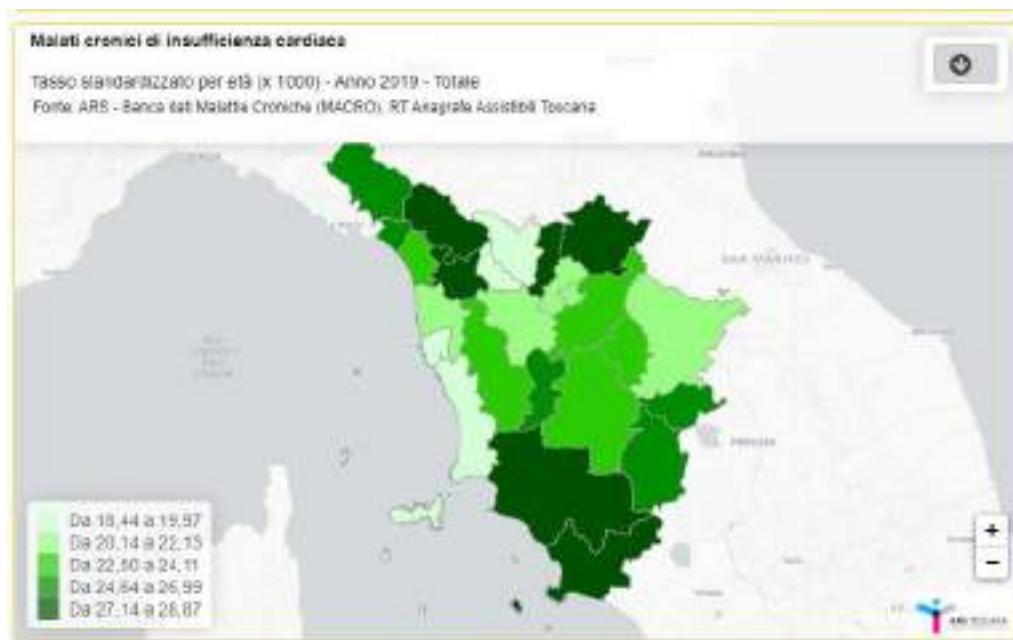 Malati cronici di insufficienza cardiaca
Tasso standardizzato per età (x 1000) - Anno 2019 - Totale
Fonte: ARS - Banca dati Malattie Croniche (MACRO), RT Anagrafe Assistibili Toscana
SAN MARINO
PERUGIA
Da 18,44 a 19,97
Da 20,14 a 22,13
Da 22,50 a 24,11
Da 24,64 a 26,99
Da 27,14 a 28,87
+
−
ARS TOSCANA